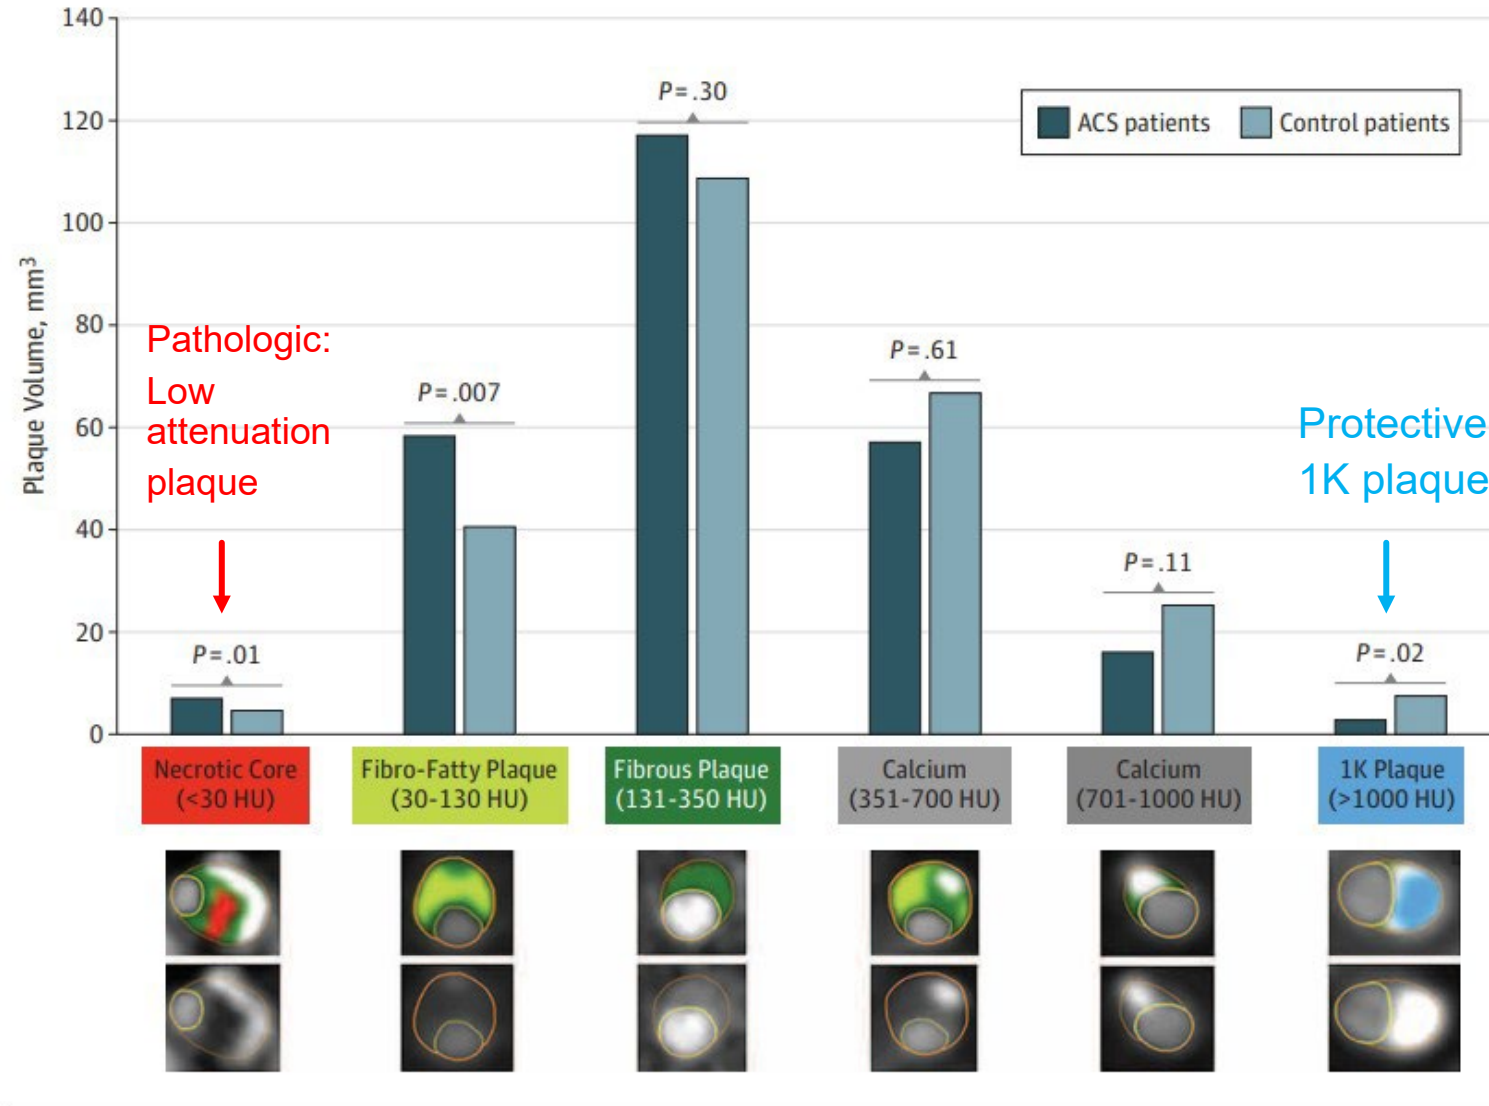 140
120
100
80
60
40
20
0
Plaque Volume, mm³
ACS patients
Control patients
Pathologic:
Low
attenuation
plaque
Protective
1K plaque
P=.01
P=.007
P=.30
P=.61
P=.11
P=.02
Necrotic Core
(<30 HU)
Fibro-Fatty Plaque
(30-130 HU)
Fibrous Plaque
(131-350 HU)
Calcium
(351-700 HU)
Calcium
(701-1000 HU)
1K Plaque
(>1000 HU)